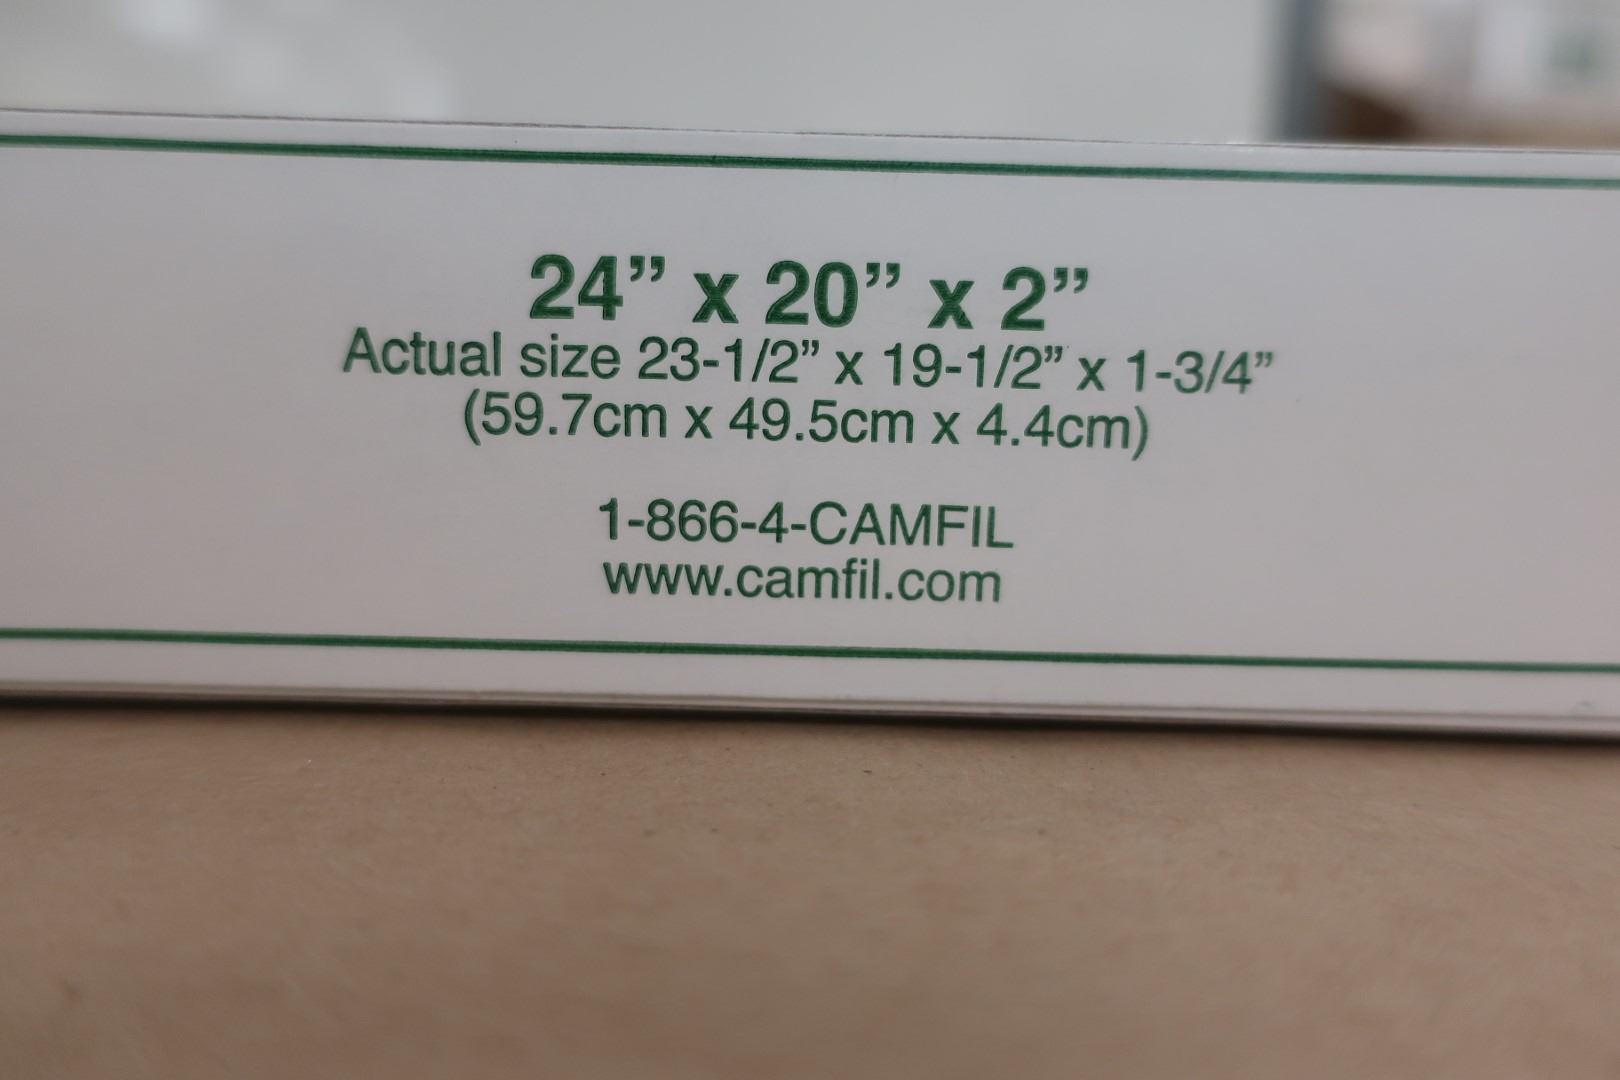 24” x 20” x 2”
Actual size 23-1/2” x 19-1/2” x 1-3/4”
(59.7cm x 49.5cm x 4.4cm)
1-866-4-CAMFIL
www.camfil.com